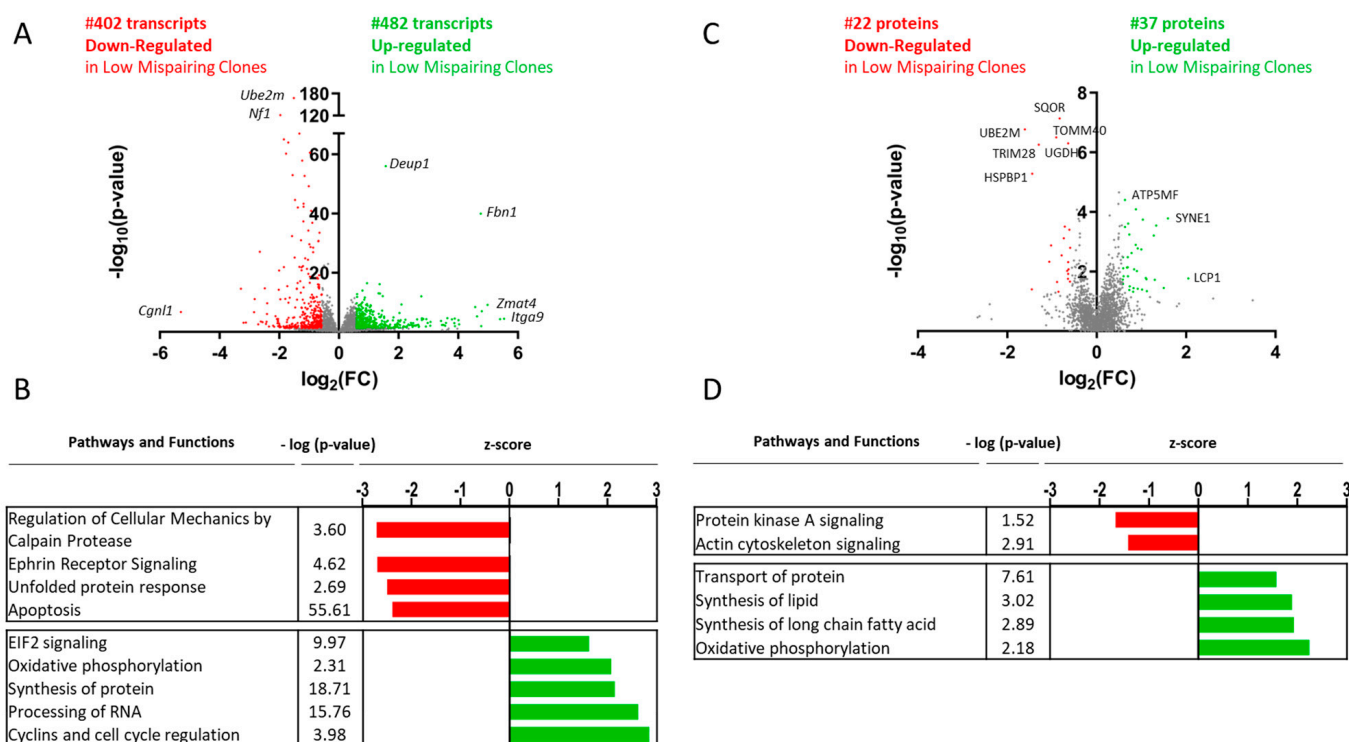 A
#402 transcripts
Down-Regulated
in Low Mispairing Clones
#482 transcripts
Up-regulated
in Low Mispairing Clones
180
120
60
40
20
-log10(p-value)
Ube2m
Nf1
Deup1
Fbn1
Cgnl1
Zmat4
Itga9
-6 -4 -2 0 2 4 6
log2(FC)
C
#22 proteins
Down-Regulated
in Low Mispairing Clones
#37 proteins
Up-regulated
in Low Mispairing Clones
8
6
4
2
-log10(p-value)
SQOR
UBE2M
TOMM40
TRIM28
UGDH
HSPBP1
ATP5MF
SYNE1
LCP1
-4 -2 0 2 4
log2(FC)
B
Pathways and Functions - log (p-value) z-score
-3 -2 -1 0 1 2 3
Regulation of Cellular Mechanics by
Calpain Protease 3.60
Ephrin Receptor Signaling 4.62
Unfolded protein response 2.69
Apoptosis 55.61
EIF2 signaling 9.97
Oxidative phosphorylation 2.31
Synthesis of protein 18.71
Processing of RNA 15.76
Cyclins and cell cycle regulation 3.98
D
Pathways and Functions - log (p-value) z-score
-3 -2 -1 0 1 2 3
Protein kinase A signaling 1.52
Actin cytoskeleton signaling 2.91
Transport of protein 7.61
Synthesis of lipid 3.02
Synthesis of long chain fatty acid 2.89
Oxidative phosphorylation 2.18